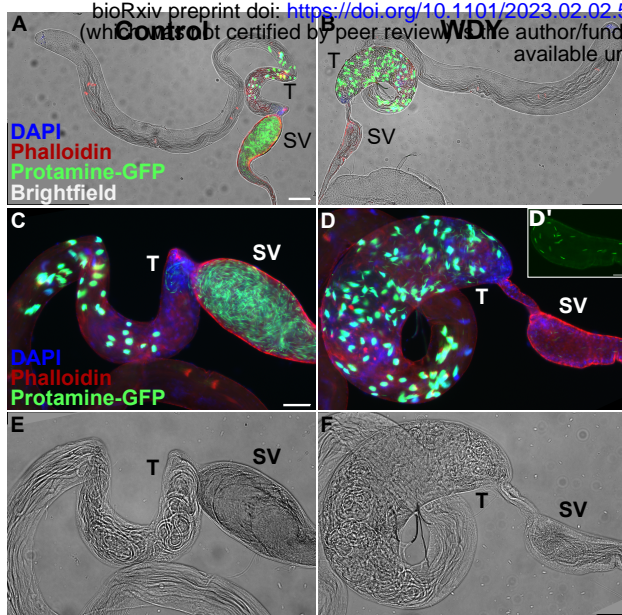 bioRxiv preprint doi: https://doi.org/10.1101/2023.02.02.5
(which was not certified by peer review) is the author/fund
available un
A Control
B WDY
T
SV
T
SV
DAPI
Phalloidin
Protamine-GFP
Brightfield
C
T
SV
D
D'
T
SV
DAPI
Phalloidin
Protamine-GFP
E
T
SV
F
T
SV